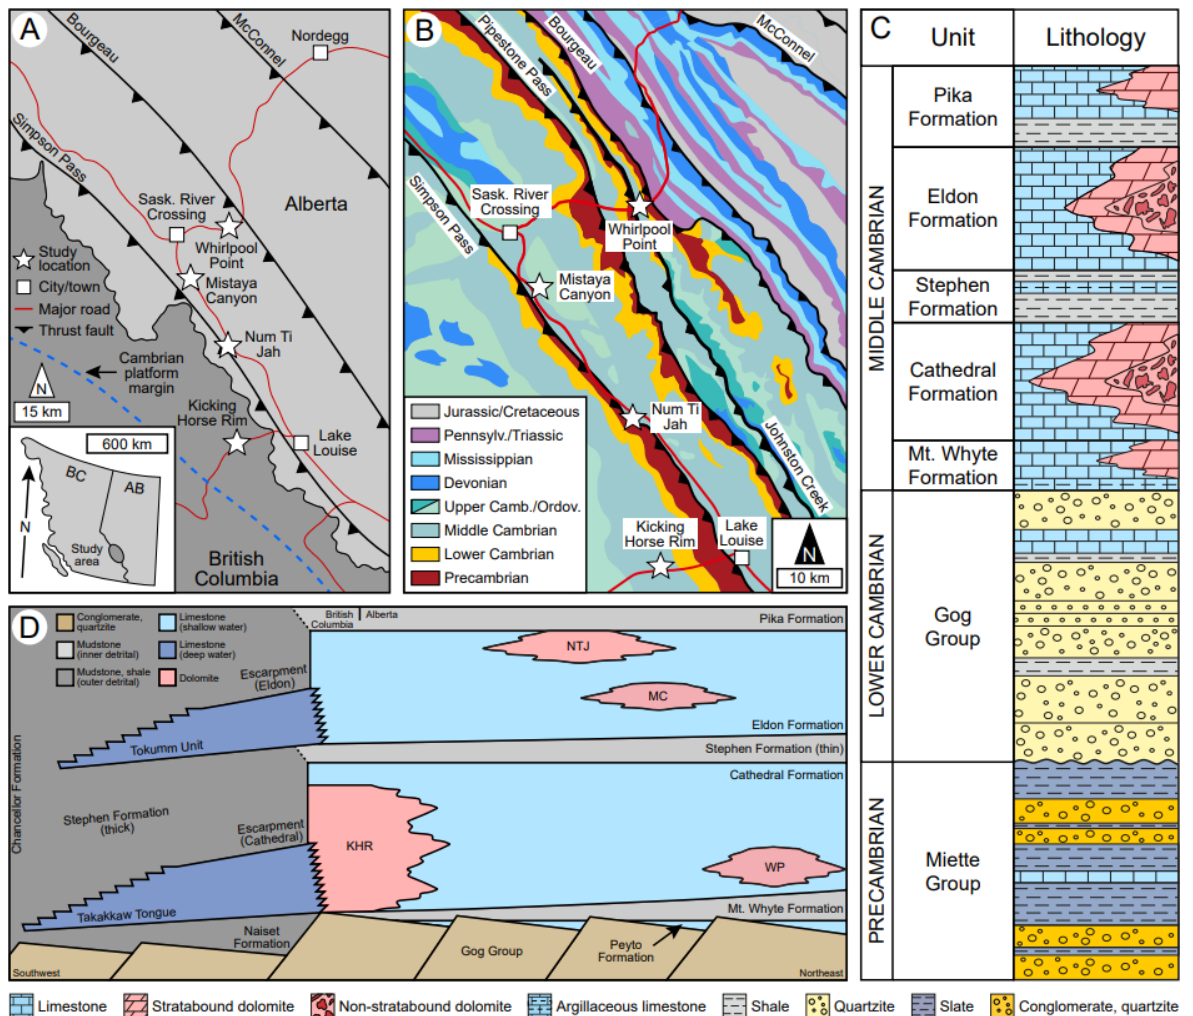 A
Bourgeau
McConnel
Nordegg
Simpson Pass
Sask. River
Crossing
Alberta
Whirlpool
Point
Study
location
City/town
Major road
Thrust fault
Mistaya
Canyon
Num Ti
Jah
Cambrian
platform
margin
N
15 km
Kicking
Horse Rim
Lake
Louise
600 km
BC
AB
N
Study
area
British
Columbia
B
Pipestone Pass
Bourgeau
McConnel
Simpson Pass
Sask. River
Crossing
Whirlpool
Point
Mistaya
Canyon
Num Ti
Jah
Johnston Creek
Jurassic/Cretaceous
Pennsylv./Triassic
Mississippian
Devonian
Upper Camb./Ordov.
Middle Cambrian
Lower Cambrian
Precambrian
Kicking
Horse Rim
Lake
Louise
N
10 km
C
Unit
Lithology
MIDDLE CAMBRIAN
Pika
Formation
Eldon
Formation
Stephen
Formation
Cathedral
Formation
Mt. Whyte
Formation
LOWER CAMBRIAN
Gog
Group
PRECAMBRIAN
Miette
Group
D
Conglomerate,
quartzite
Limestone
(shallow water)
Mudstone
(inner detrital)
Limestone
(deep water)
Mudstone, shale
(outer detrital)
Dolomite
British
Columbia
Alberta
Pika Formation
NTJ
Escarpment
(Eldon)
MC
Eldon Formation
Tokumm Unit
Stephen Formation (thin)
Chancellor Formation
Cathedral Formation
Stephen Formation
(thick)
Escarpment
(Cathedral)
KHR
WP
Takakkaw Tongue
Mt. Whyte Formation
Naiset
Formation
Gog Group
Peyto
Formation
Southwest
Northeast
Limestone
Stratabound dolomite
Non-stratabound dolomite
Argillaceous limestone
Shale
Quartzite
Slate
Conglomerate, quartzite